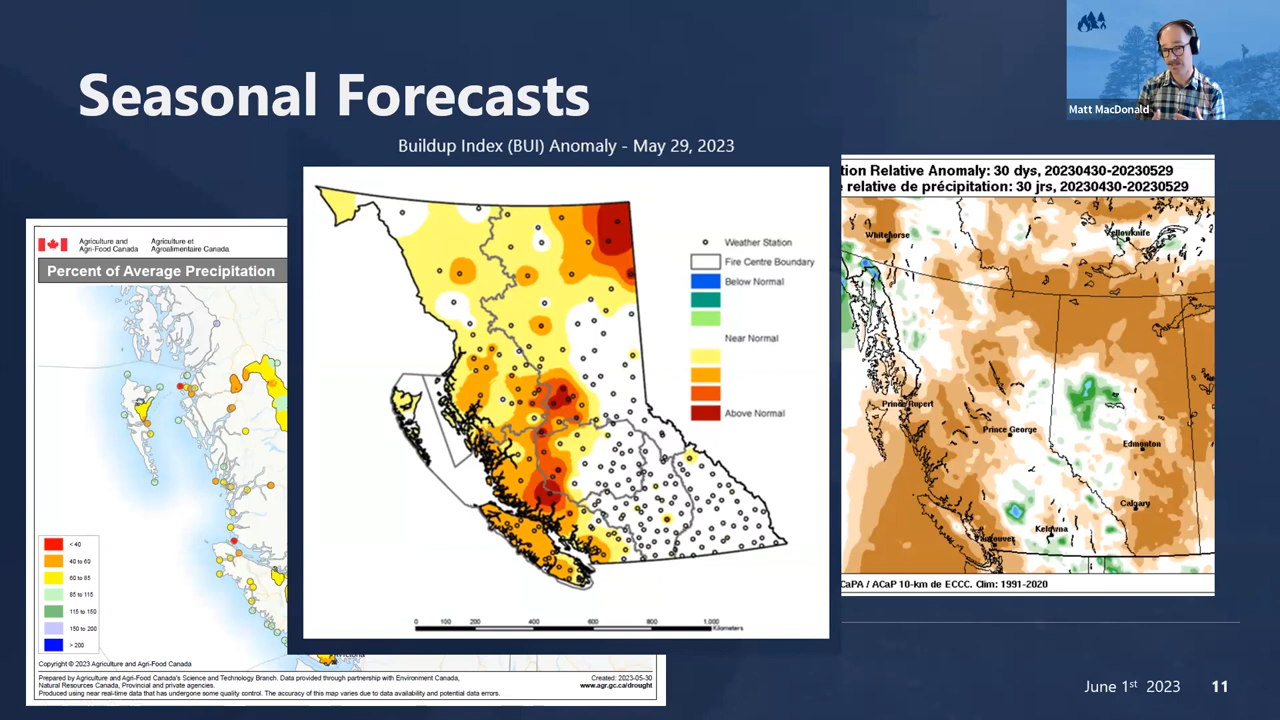 Seasonal Forecasts
Matt MacDonald
Buildup Index (BUI) Anomaly - May 29, 2023
Weather Station
Fire Centre Boundary
Below Normal
Near Normal
Above Normal
0 100 200 400 600 800 1,000
Kilometers
Agriculture and Agriculture et
Agri-Food Canada Agroalimentaire Canada
Percent of Average Precipitation
< 40
40 to 60
60 to 85
85 to 115
115 to 150
150 to 200
> 200
Copyright © 2023 Agriculture and Agri-Food Canada
Prepared by Agriculture and Agri-Food Canada's Science and Technology Branch. Data provided through partnership with Environment Canada,
Natural Resources Canada, Provincial and private agencies.
Produced using near real-time data that has undergone some quality control. The accuracy of this map varies due to data availability and potential data errors.
Created: 2023-05-30
www.agr.gc.ca/drought
tion Relative Anomaly: 30 dys, 20230430-20230529
relative de précipitation: 30 jrs, 20230430-20230529
Whitehorse
Yellowknife
Prince Rupert
Prince George
Edmonton
Calgary
Kelowna
Vancouver
CaPA / ACaP 10-km de ECCC. Clim: 1991-2020
June 1st 2023 11